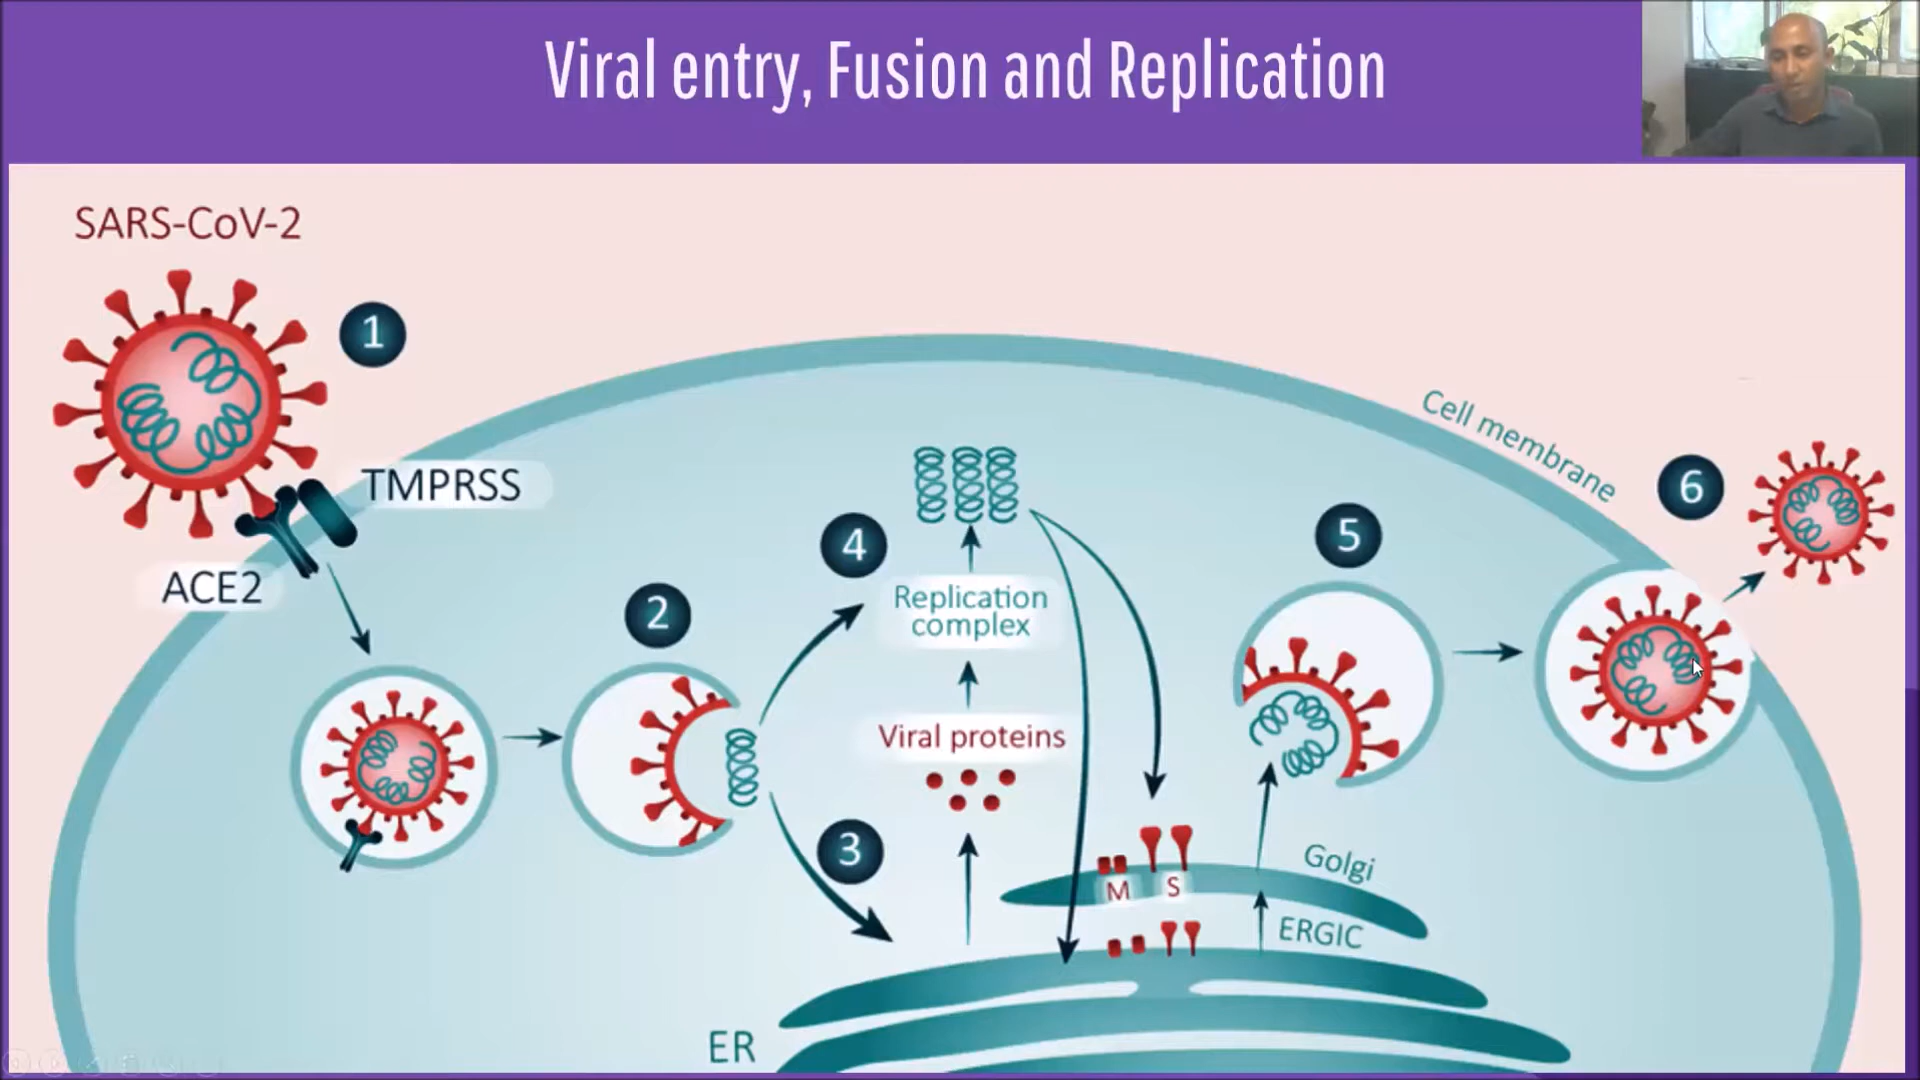 Viral entry, Fusion and Replication
SARS-CoV-2
1
TMPRSS
ACE2
2
3
4
Replication
complex
Viral proteins
M
S
Golgi
ERGIC
ER
5
Cell membrane
6